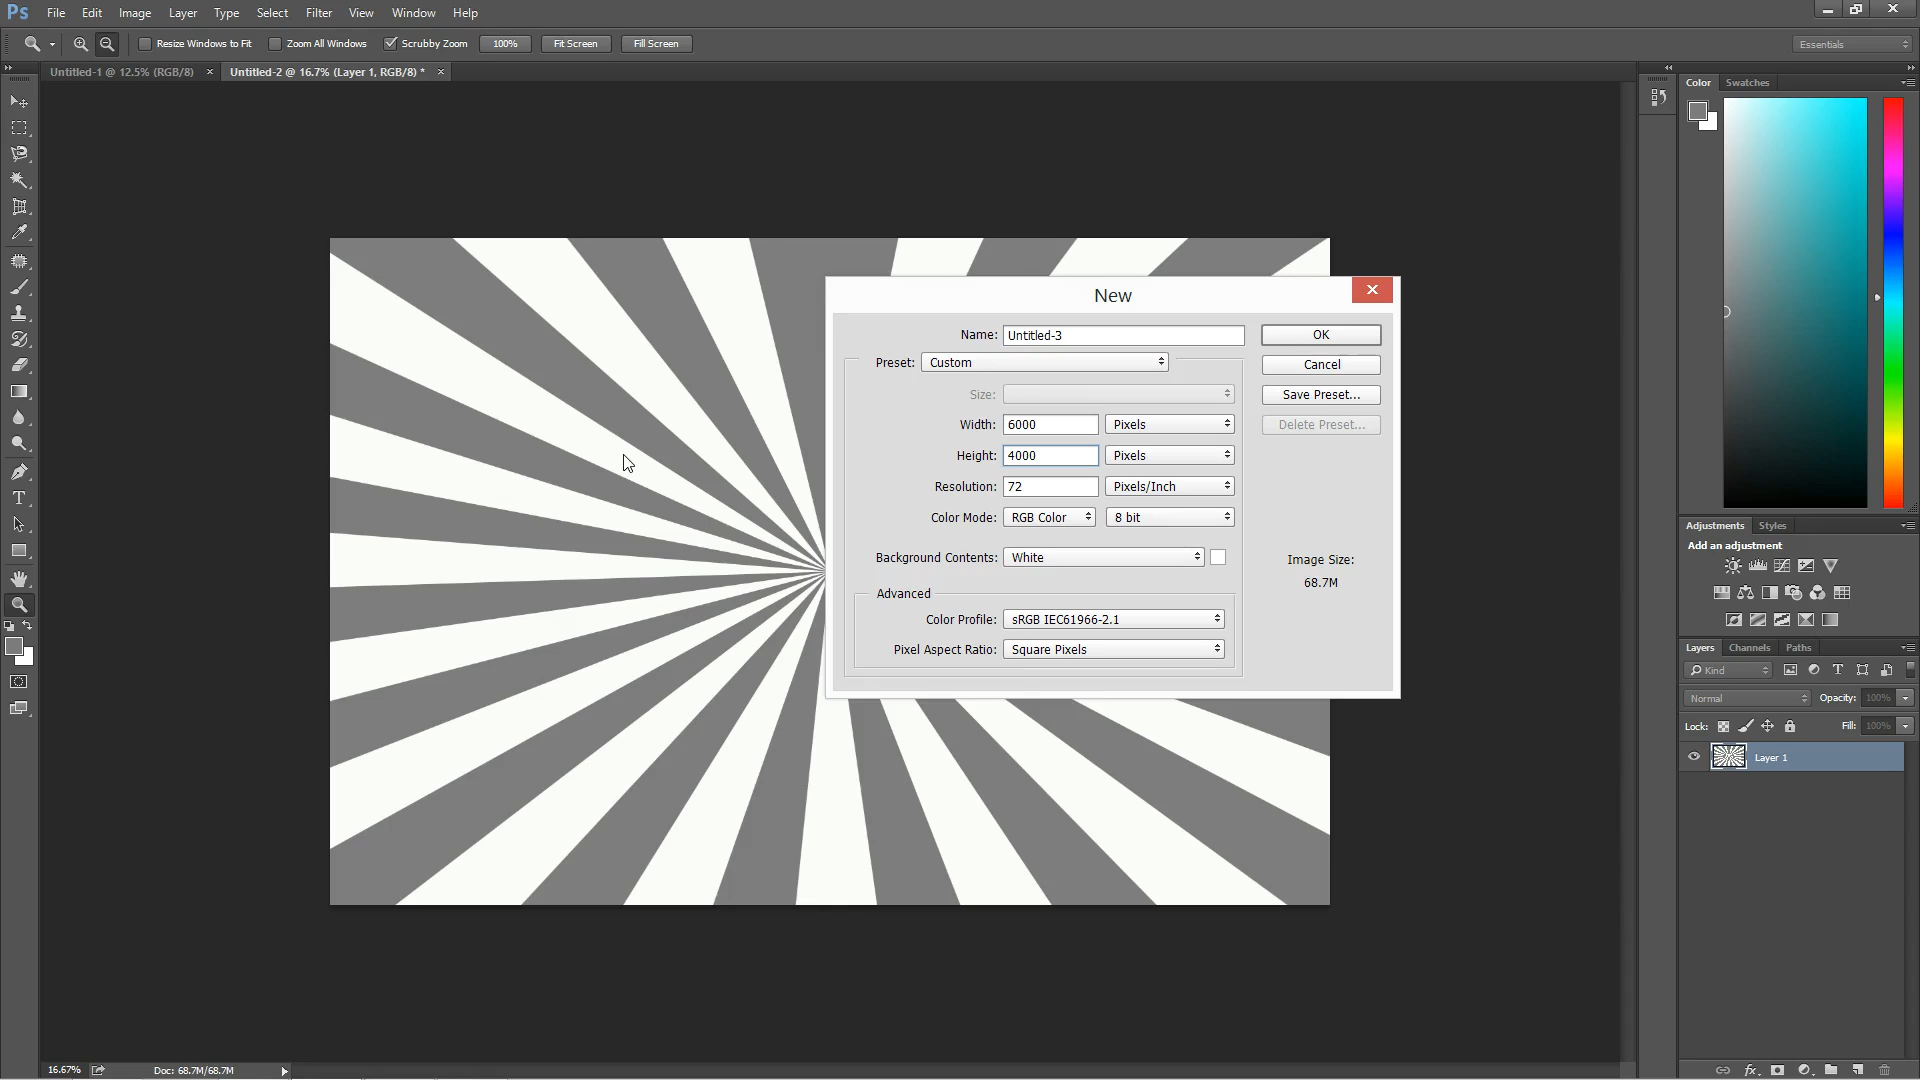 Ps File Edit Image Layer Type Select Filter View Window Help
Resize Windows to Fit Zoom All Windows Scrubby Zoom 100% Fit Screen Fill Screen Essentials
Untitled-1 @ 12.5% (RGB/8) × Untitled-2 @ 16.7% (Layer 1, RGB/8) * ×
Color Swatches
New
Name: Untitled-3 OK
Preset: Custom Cancel
Size: Save Preset...
Width: 6000 Pixels Delete Preset...
Height: 4000 Pixels
Resolution: 72 Pixels/Inch
Color Mode: RGB Color 8 bit
Background Contents: White Image Size:
68.7M
Advanced
Color Profile: sRGB IEC61966-2.1
Pixel Aspect Ratio: Square Pixels
Adjustments Styles
Add an adjustment
Layers Channels Paths
Kind T
Normal Opacity: 100%
Lock: Fill: 100%
Layer 1
T
16.67% Doc: 68.7M/68.7M fx